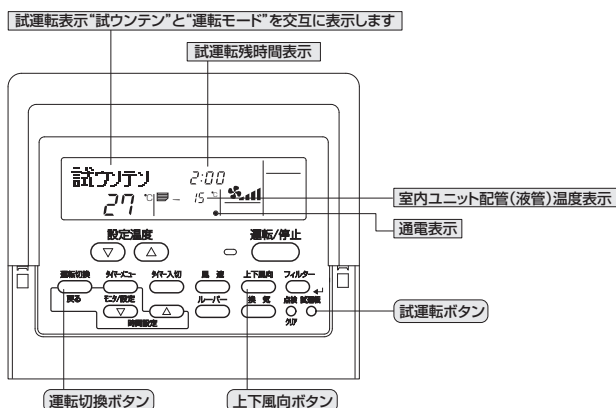 試運転表示“試ウンテン”と“運転モード”を交互に表示します
試運転残時間表示
試ウンテン
2:00
27 ℃
15 ℃
室内ユニット配管(液管)温度表示
通電表示
設定温度
運転/停止
運転切換 タイマーメニュー タイマー入切 風速 上下風向 フィルター
戻る モニタ/設定 ルーバー 換気 点検 試運転
時間設定
クリア
試運転ボタン
運転切換ボタン
上下風向ボタン